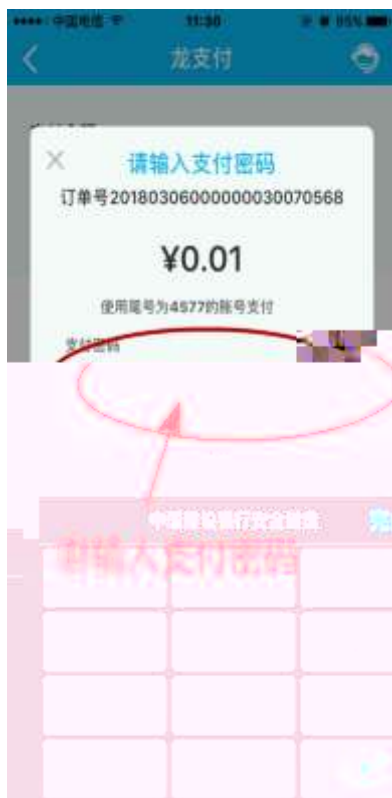 中国电信 11:30 95%
龙支付
请输入支付密码
订单号20180306000000030070568
¥0.01
使用尾号为4577的账号支付
支付密码
请输入支付密码